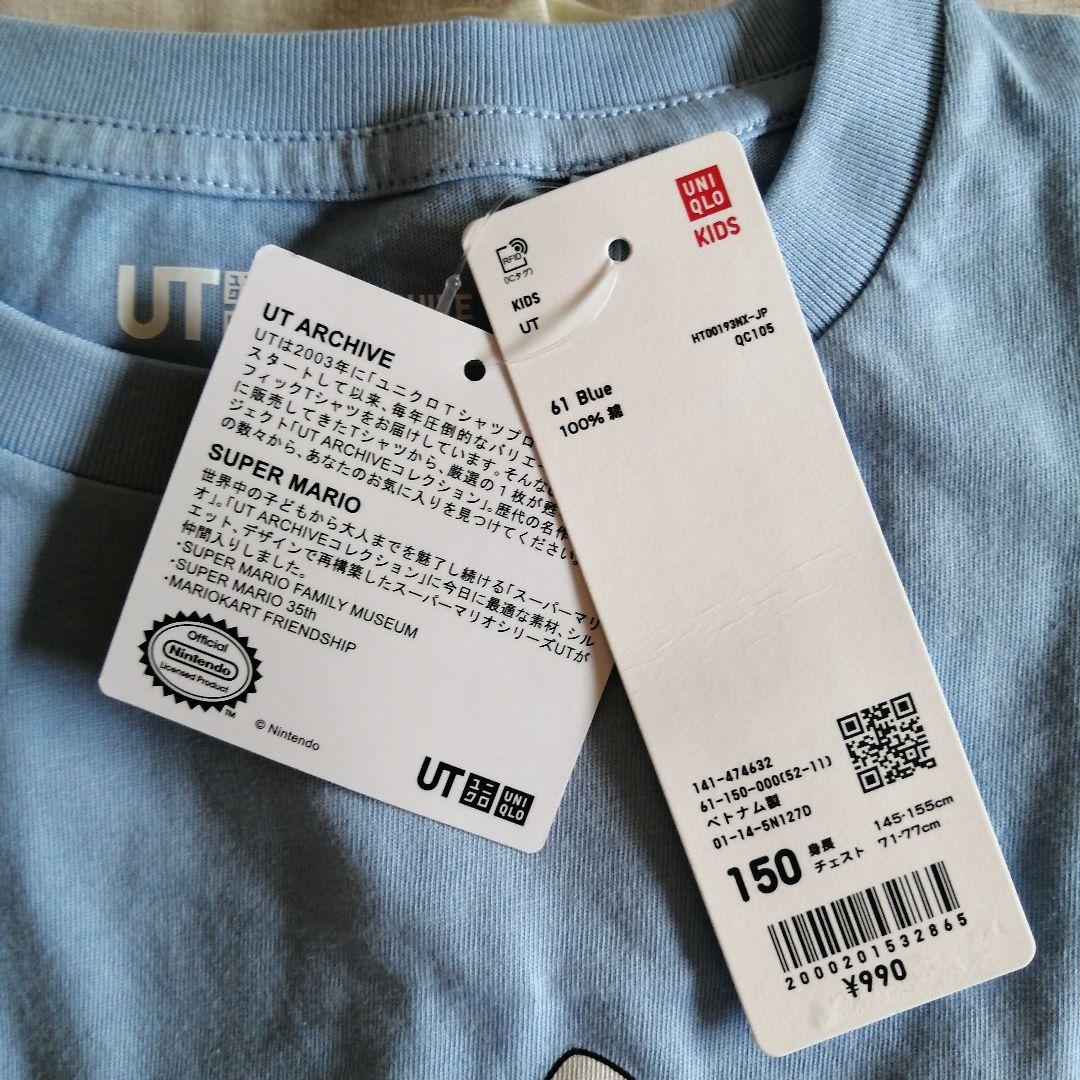 UT
UT ARCHIVE
UTは2003年に「ユニクロTシャツプロ
スタートして以来、毎年圧倒的なバリエー
フィックTシャツをお届けしています。そんな
に販売してきたTシャツから、厳選の1枚が甦
ジェクト「UT ARCHIVEコレクション」。歴代の名作
の数々から、あなたのお気に入りを見つけてください。
SUPER MARIO
世界中の子どもから大人までを魅了し続ける「スーパーマリ
オ」。「UT ARCHIVEコレクション」に今日に最適な素材、シル
エット、デザインで再構築したスーパーマリオシリーズUTが
仲間入りしました。
・SUPER MARIO FAMILY MUSEUM
・SUPER MARIO 35th
・MARIOKART FRIENDSHIP
Official
Nintendo
Licensed Product
TM
© Nintendo
UT ユニクロ UNIQLO
UNI
QLO
KIDS
RFID
(ICタグ)
KIDS
UT
HT00193NX-JP
QC105
61 Blue
100% 綿
141-474632
61-150-000(52-11)
ベトナム製
01-14-5N127D
150 身長 145-155cm
チェスト 71-77cm
2000201532865
¥990